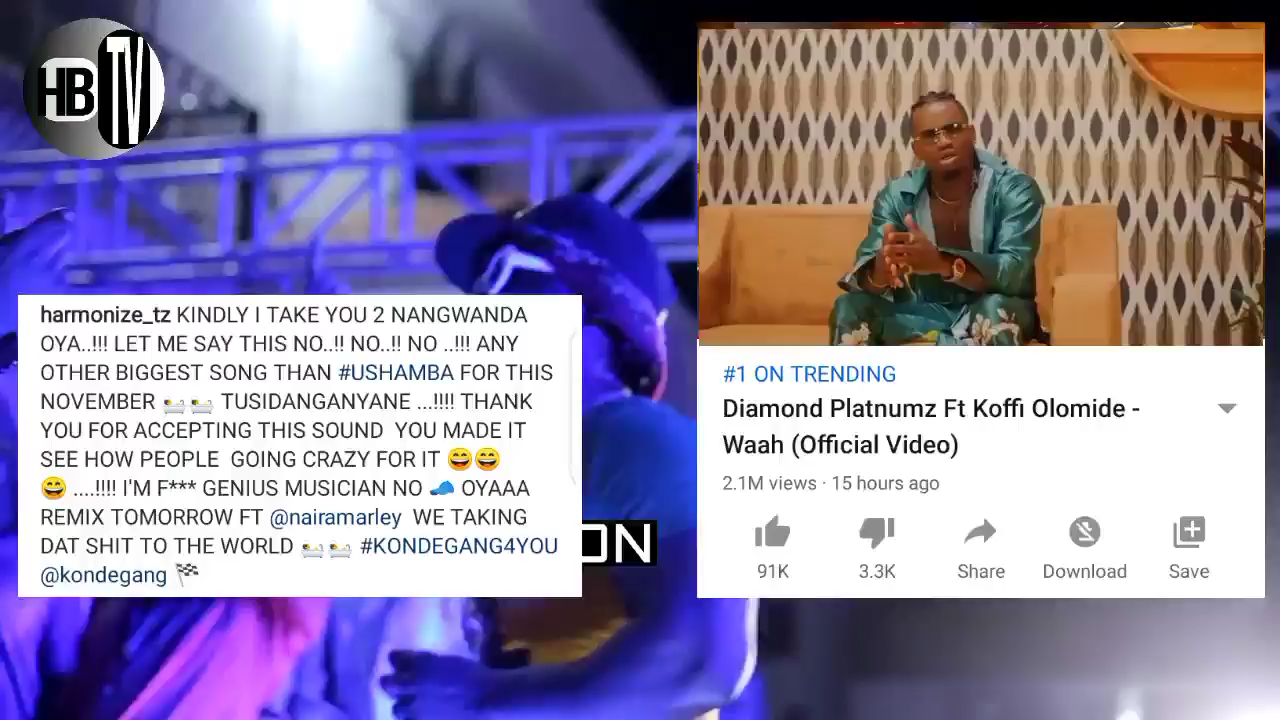 HB TV
harmonize_tz KINDLY I TAKE YOU 2 NANGWANDA
OYA..!!! LET ME SAY THIS NO..!! NO..!! NO ..!!! ANY
OTHER BIGGEST SONG THAN #USHAMBA FOR THIS
NOVEMBER 🛀🛀 TUSIDANGANYANE ...!!!! THANK
YOU FOR ACCEPTING THIS SOUND YOU MADE IT
SEE HOW PEOPLE GOING CRAZY FOR IT 😄😄
😄 ....!!!! I'M F*** GENIUS MUSICIAN NO 🧢 OYAAA
REMIX TOMORROW FT @nairamarley WE TAKING
DAT SHIT TO THE WORLD 🛀🛀 #KONDEGANG4YOU
@kondegang 🏁
ON
#1 ON TRENDING
Diamond Platnumz Ft Koffi Olomide -
Waah (Official Video)
2.1M views · 15 hours ago
91K 3.3K Share Download Save